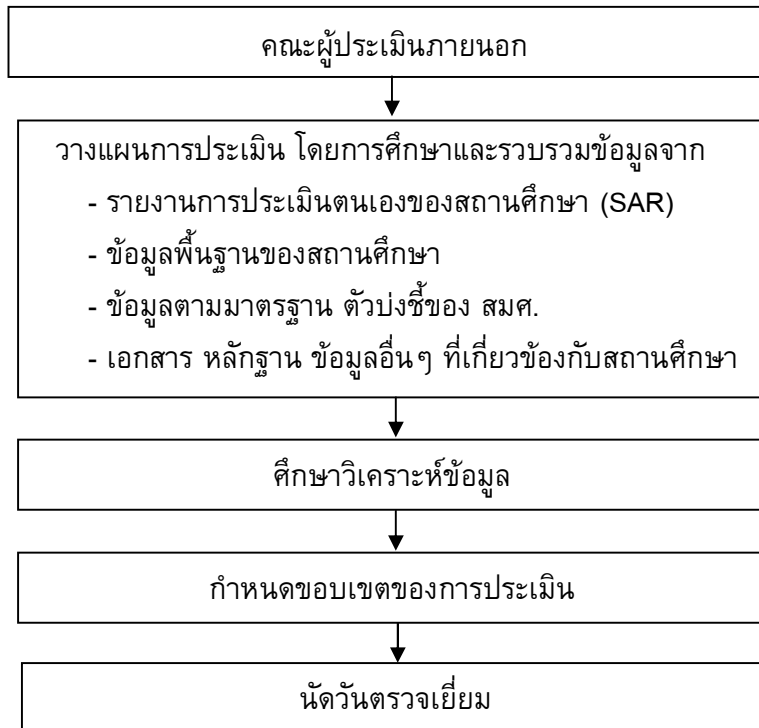 คณะผู้ประเมินภายนอก
วางแผนการประเมิน โดยการศึกษาและรวบรวมข้อมูลจาก
- รายงานการประเมินตนเองของสถานศึกษา (SAR)
- ข้อมูลพื้นฐานของสถานศึกษา
- ข้อมูลตามมาตรฐาน ตัวบ่งชี้ของ สมศ.
- เอกสาร หลักฐาน ข้อมูลอื่นๆ ที่เกี่ยวข้องกับสถานศึกษา
ศึกษาวิเคราะห์ข้อมูล
กำหนดขอบเขตของการประเมิน
นัดวันตรวจเยี่ยม